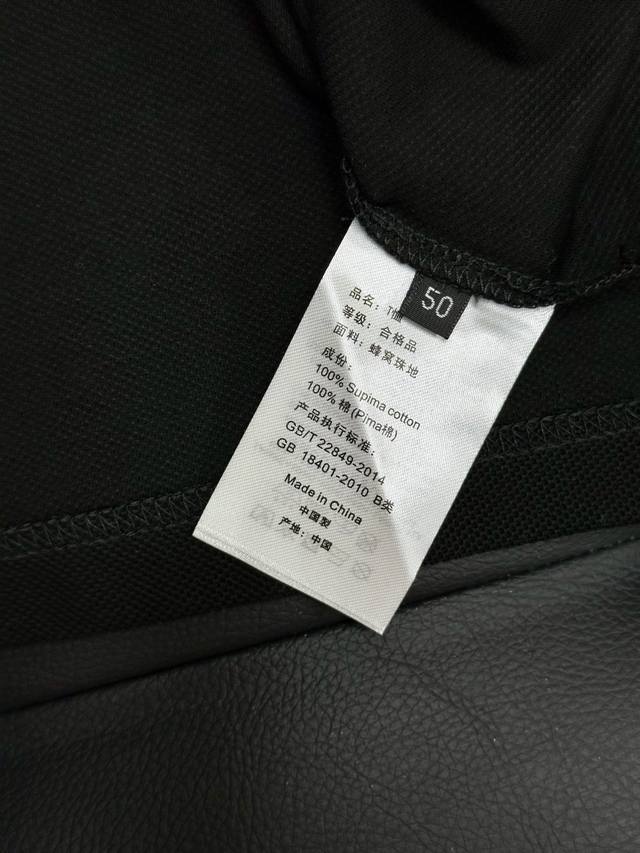 50
品名：T恤
等级：合格品
面料：蜂窝珠地
成份：
100% Supima cotton
100% 棉(Pima棉)
产品执行标准：
GB/T 22849-2014
GB 18401-2010 B类
Made in China
中国製
产地：中国